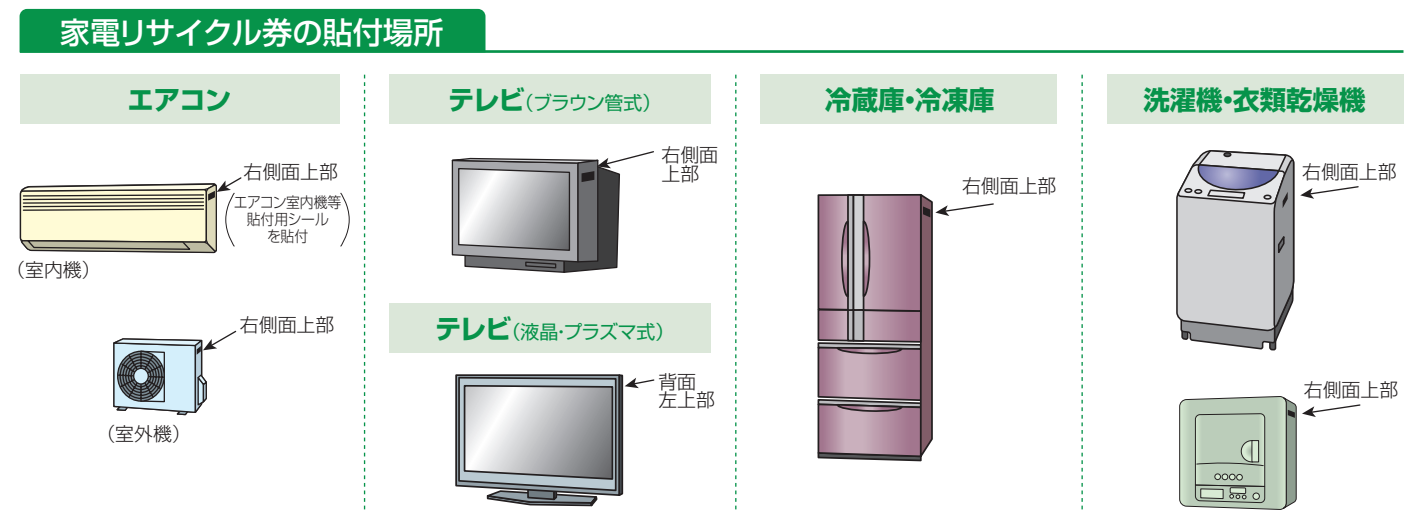 家電リサイクル券の貼付場所
エアコン
右側面上部
(エアコン室内機等
貼付用シール
を貼付)
(室内機)
右側面上部
(室外機)
テレビ(ブラウン管式)
右側面
上部
テレビ(液晶・プラズマ式)
背面
左上部
冷蔵庫・冷凍庫
右側面上部
洗濯機・衣類乾燥機
右側面上部
右側面上部